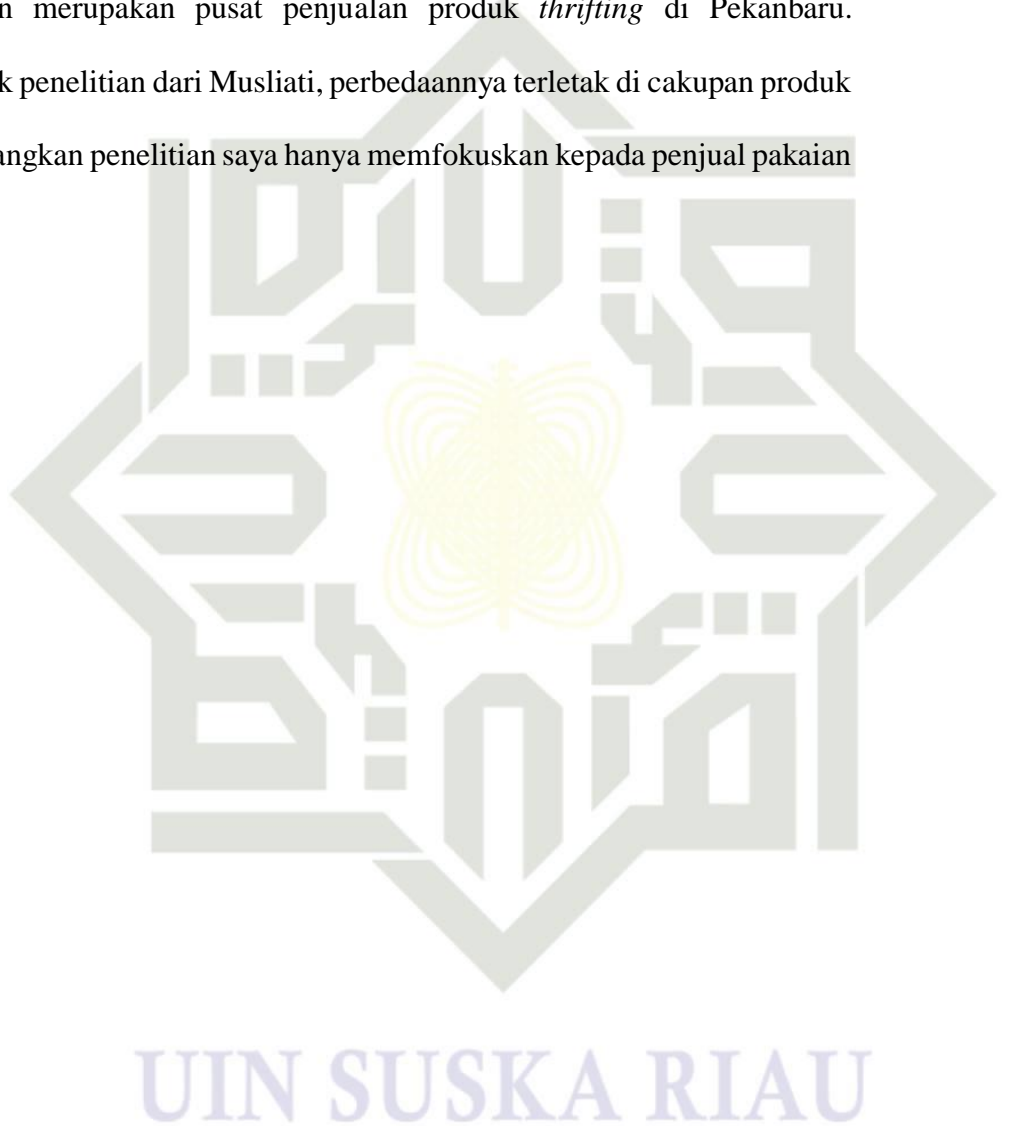 merupakan pusat penjualan produk thrifting di Pekanbaru.
penelitian dari Musliati, perbedaannya terletak di cakupan produk
penelitian saya hanya memfokuskan kepada penjual pakaian
UIN SUSKA RIAU